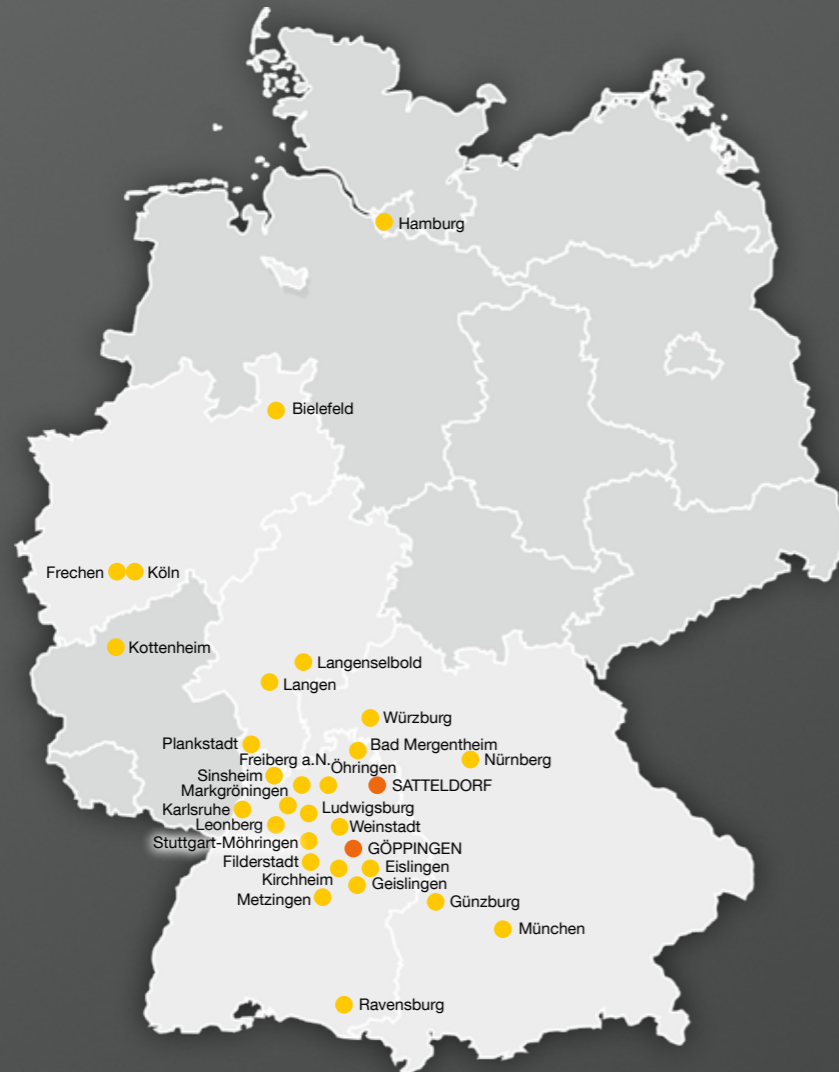 Hamburg
Bielefeld
Frechen
Köln
Kottenheim
Langenselbold
Langen
Würzburg
Plankstadt
Bad Mergentheim
Freiberg a.N.
Nürnberg
Öhringen
Sinsheim
SATTELDORF
Markgröningen
Karlsruhe
Ludwigsburg
Leonberg
Weinstadt
Stuttgart-Möhringen
GÖPPINGEN
Filderstadt
Eislingen
Kirchheim
Geislingen
Metzingen
Günzburg
München
Ravensburg